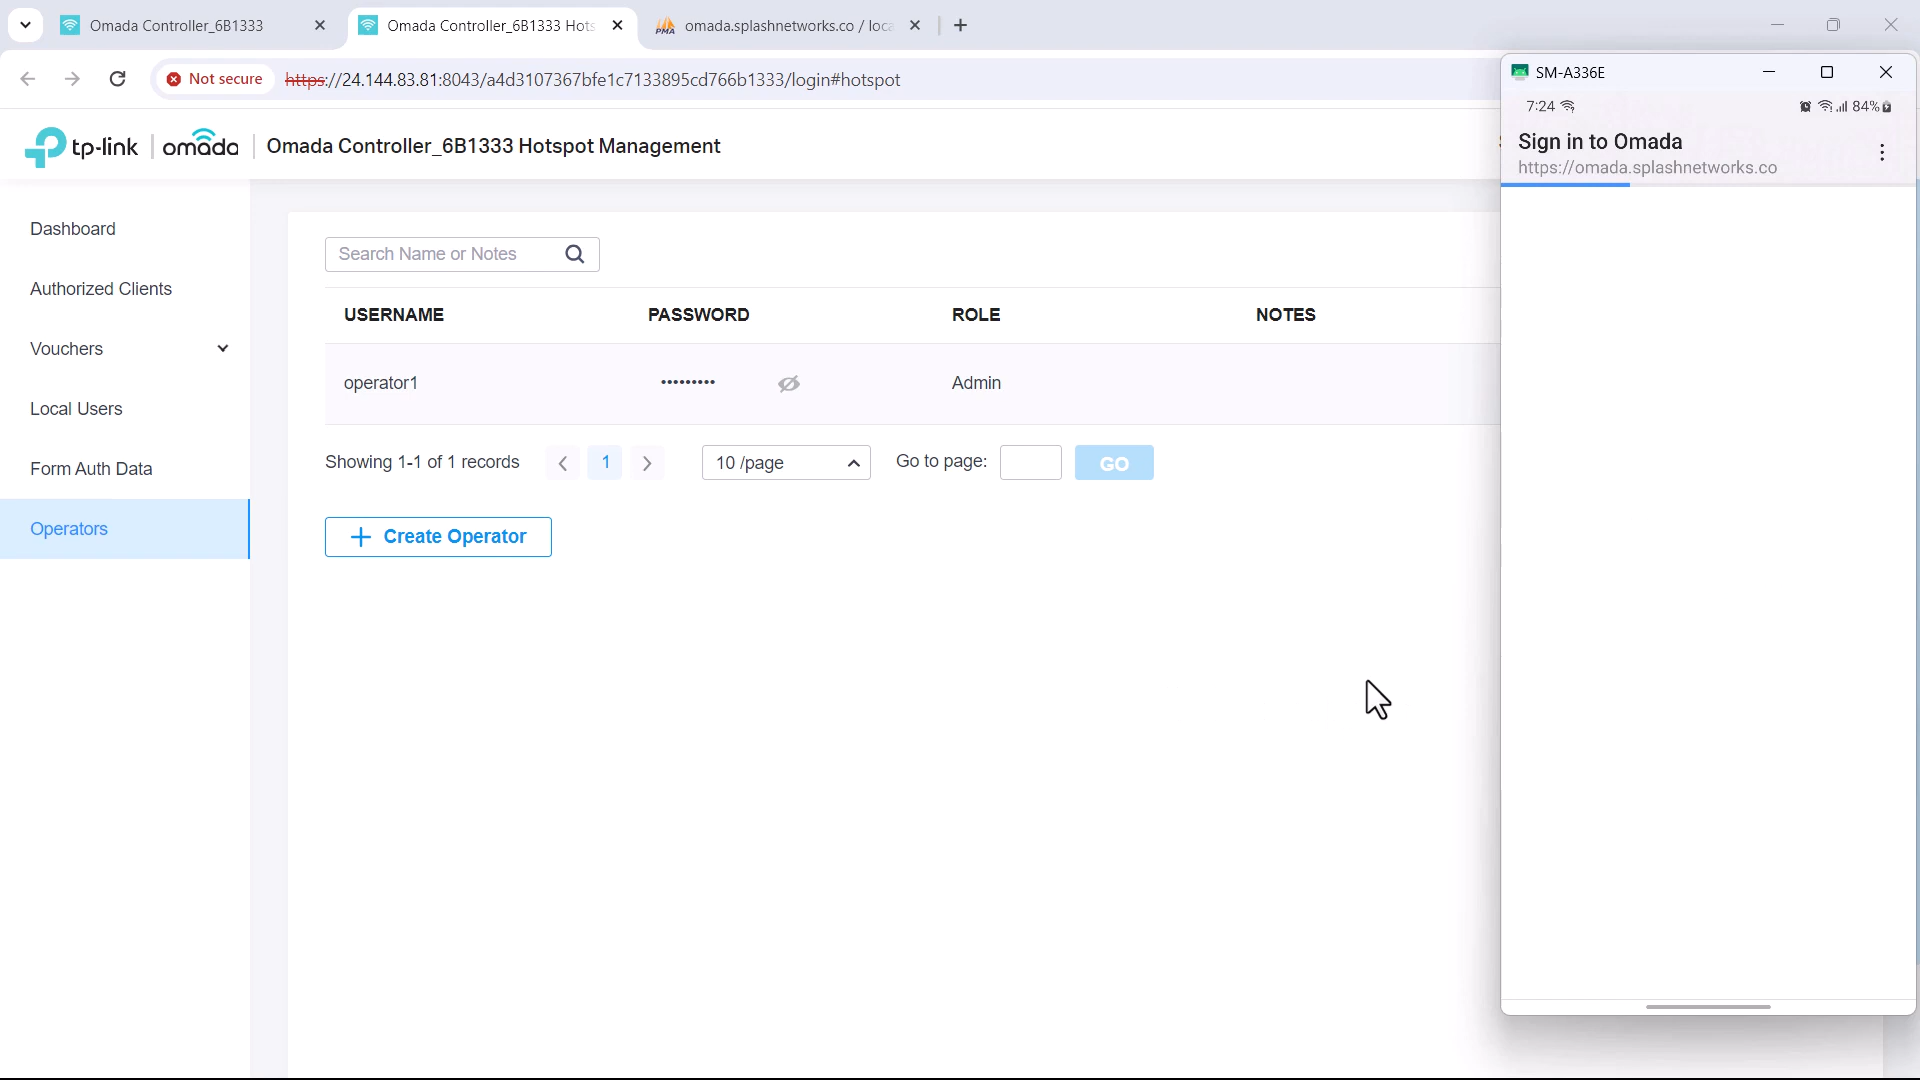 Omada Controller_6B1333
Omada Controller_6B1333 Hots
omada.splashnetworks.co / loca
Not secure
https://24.144.83.81:8043/a4d3107367bfe1c7133895cd766b1333/login#hotspot
tp-link
omada
Omada Controller_6B1333 Hotspot Management
Dashboard
Authorized Clients
Vouchers
Local Users
Form Auth Data
Operators
Search Name or Notes
USERNAME PASSWORD ROLE NOTES
operator1 ••••••••• Admin
Showing 1-1 of 1 records
1
10 /page
Go to page:
GO
+ Create Operator
SM-A336E
7:24
84%
Sign in to Omada
https://omada.splashnetworks.co